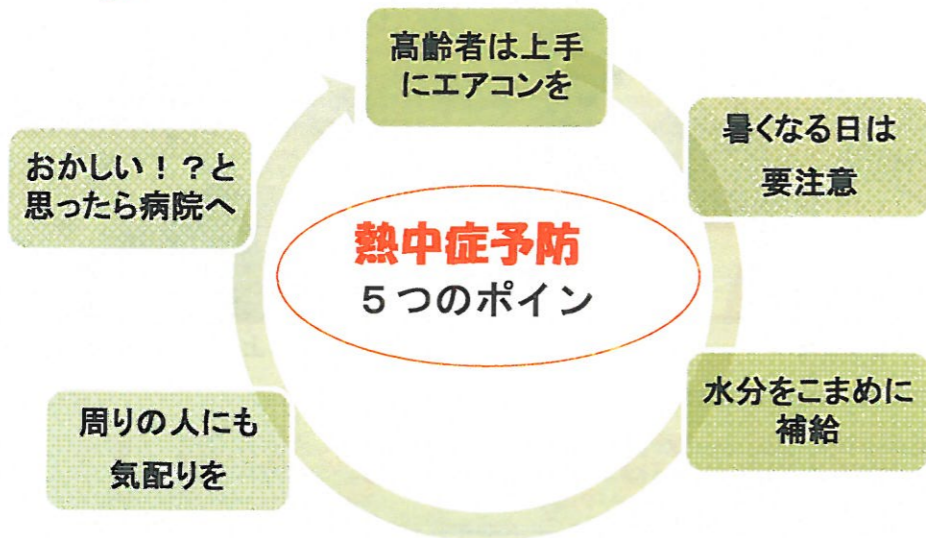 高齢者は上手
にエアコンを
暑くなる日は
要注意
水分をこまめに
補給
周りの人にも
気配りを
おかしい！？と
思ったら病院へ
熱中症予防
５つのポイン